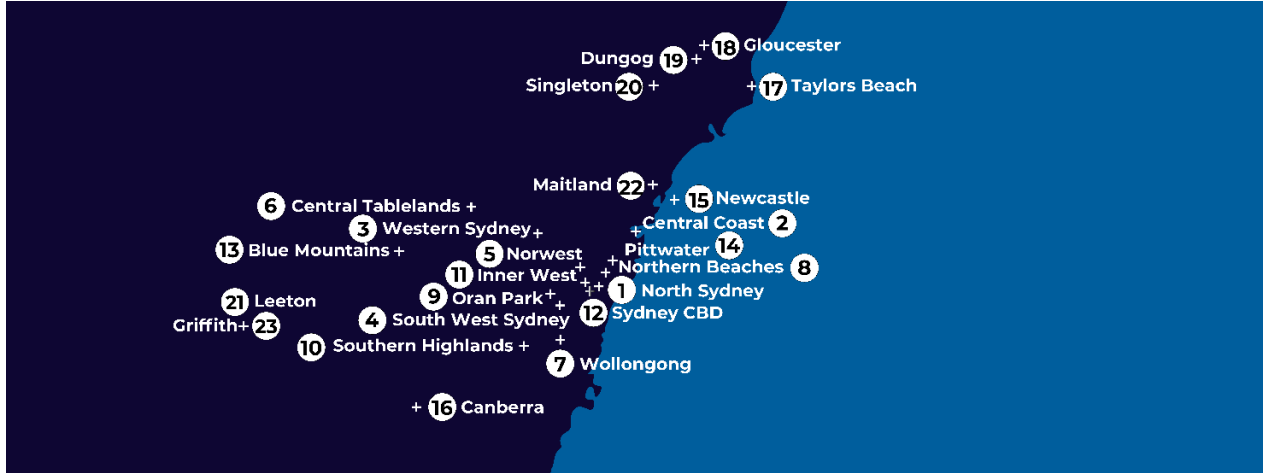 18 Gloucester
Dungog 19
Singleton 20
17 Taylors Beach
Maitland 22
15 Newcastle
6 Central Tablelands
Central Coast 2
3 Western Sydney
Pittwater 14
13 Blue Mountains
5 Norwest
Northern Beaches 8
11 Inner West
1 North Sydney
9 Oran Park
21 Leeton
12 Sydney CBD
4 South West Sydney
Griffith 23
10 Southern Highlands
7 Wollongong
16 Canberra